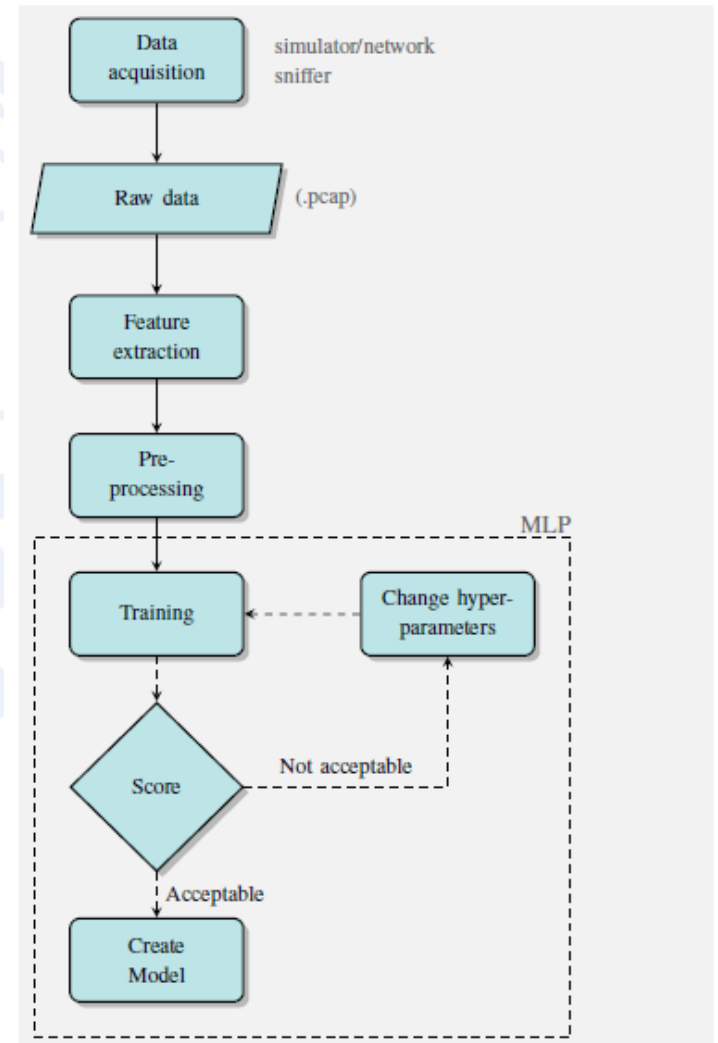 Data
acquisition
simulator/network
sniffer
Raw data
(.pcap)
Feature
extraction
Pre-
processing
MLP
Training
Change hyper-
parameters
Score
Not acceptable
Acceptable
Create
Model